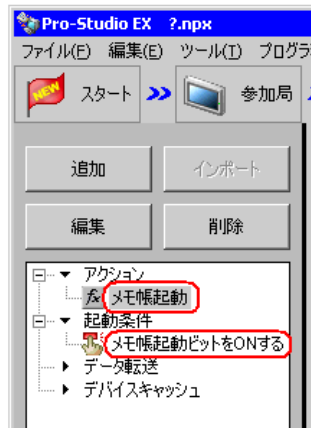 Pro-Studio EX ?.npx
ファイル(F) 編集(E) ツール(T) プログラ
NEW スタート 参加局
追加 インポート
編集 削除
アクション
fx メモ帳起動
起動条件
メモ帳起動ビットをONする
データ転送
デバイスキャッシュ